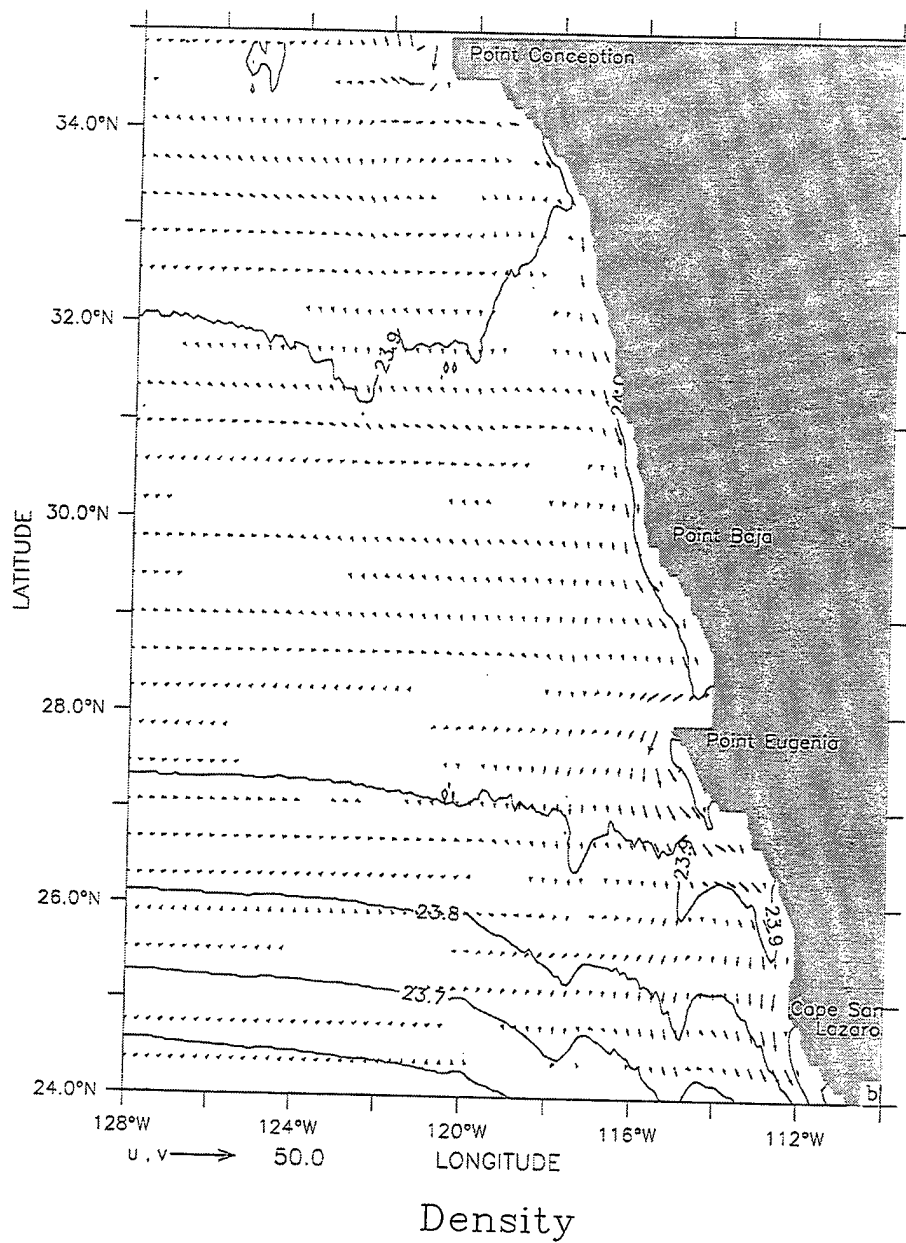 Point Conception
34.0°N
32.0°N
23.9
30.0°N
LATITUDE
Point Baja
28.0°N
Point Eugenia
23.9
26.0°N
23.8
23.9
23.7
Cape San
Lazaro
24.0°N
b
128°W
124°W
120°W
116°W
112°W
u,v
50.0
LONGITUDE
Density